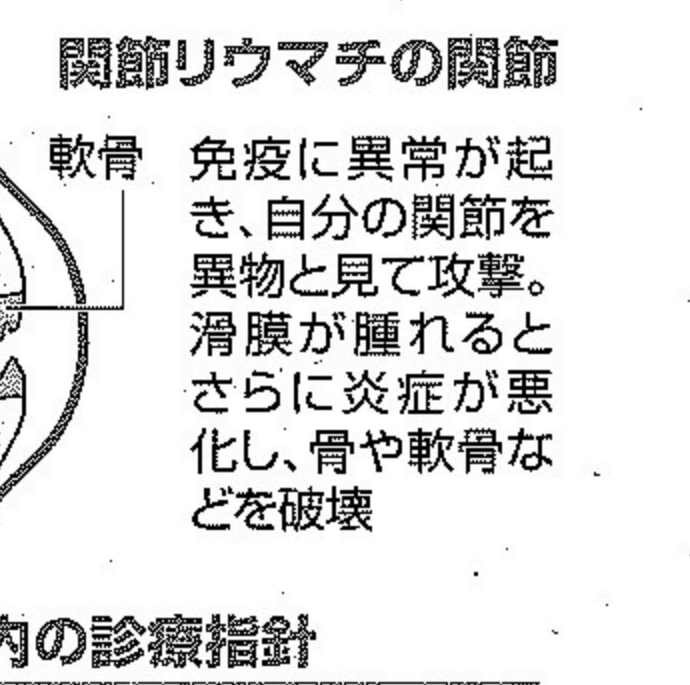 関節リウマチの関節
軟骨
免疫に異常が起
き、自分の関節を
異物と見て攻撃。
滑膜が腫れると
さらに炎症が悪
化し、骨や軟骨な
どを破壊
内の診療指針